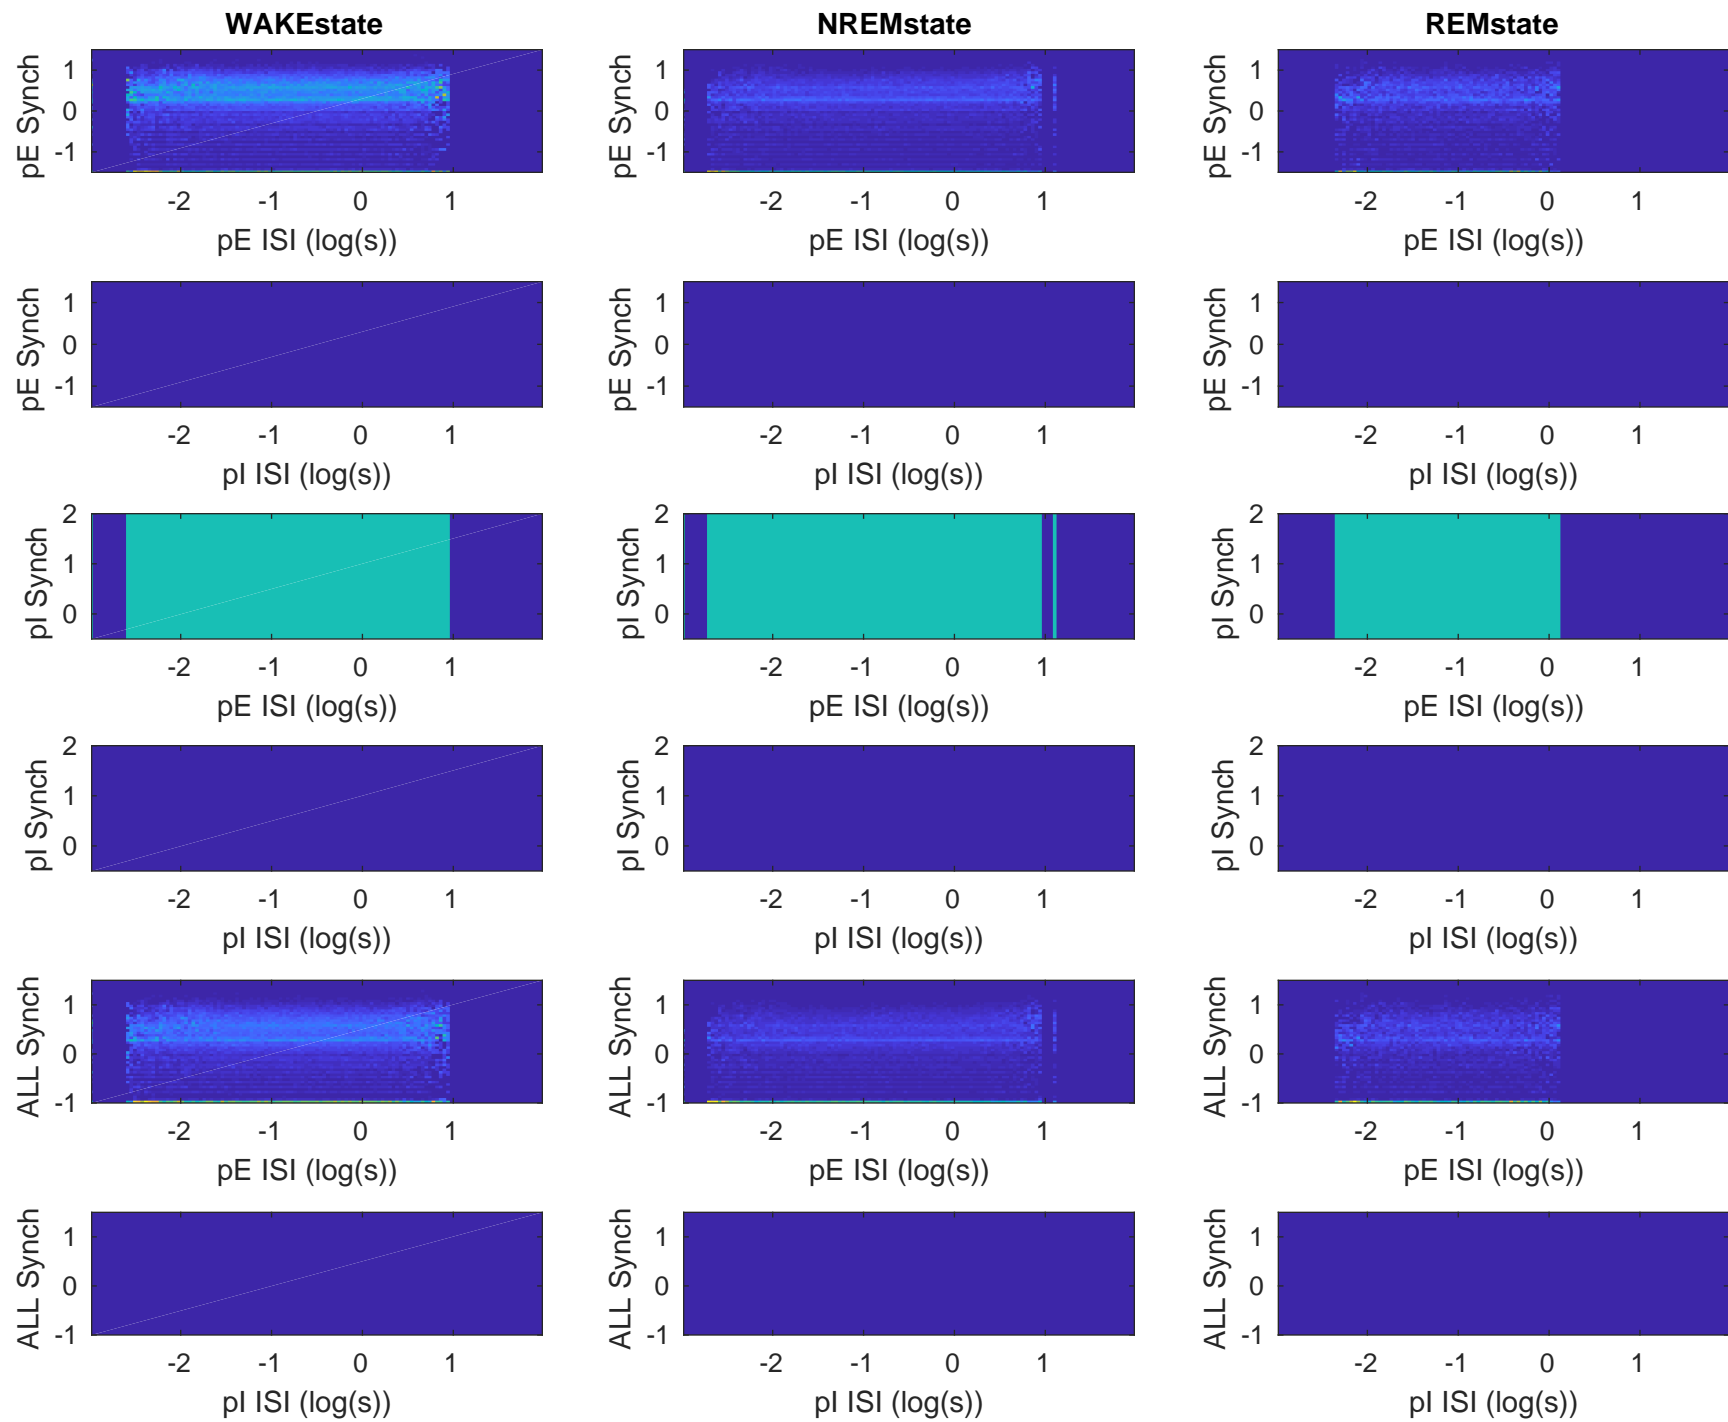 WAKEstate NREMstate REMstate
pE Synch 1 0 -1 pE Synch 1 0 -1 pE Synch 1 0 -1
-2 -1 0 1 -2 -1 0 1 -2 -1 0 1
pE ISI (log(s)) pE ISI (log(s)) pE ISI (log(s))
pE Synch 1 0 -1 pE Synch 1 0 -1 pE Synch 1 0 -1
-2 -1 0 1 -2 -1 0 1 -2 -1 0 1
pI ISI (log(s)) pI ISI (log(s)) pI ISI (log(s))
pI Synch 2 1 0 pI Synch 2 1 0 pI Synch 2 1 0
-2 -1 0 1 -2 -1 0 1 -2 -1 0 1
pE ISI (log(s)) pE ISI (log(s)) pE ISI (log(s))
pI Synch 2 1 0 pI Synch 2 1 0 pI Synch 2 1 0
-2 -1 0 1 -2 -1 0 1 -2 -1 0 1
pI ISI (log(s)) pI ISI (log(s)) pI ISI (log(s))
ALL Synch 1 0 -1 ALL Synch 1 0 -1 ALL Synch 1 0 -1
-2 -1 0 1 -2 -1 0 1 -2 -1 0 1
pE ISI (log(s)) pE ISI (log(s)) pE ISI (log(s))
ALL Synch 1 0 -1 ALL Synch 1 0 -1 ALL Synch 1 0 -1
-2 -1 0 1 -2 -1 0 1 -2 -1 0 1
pI ISI (log(s)) pI ISI (log(s)) pI ISI (log(s))